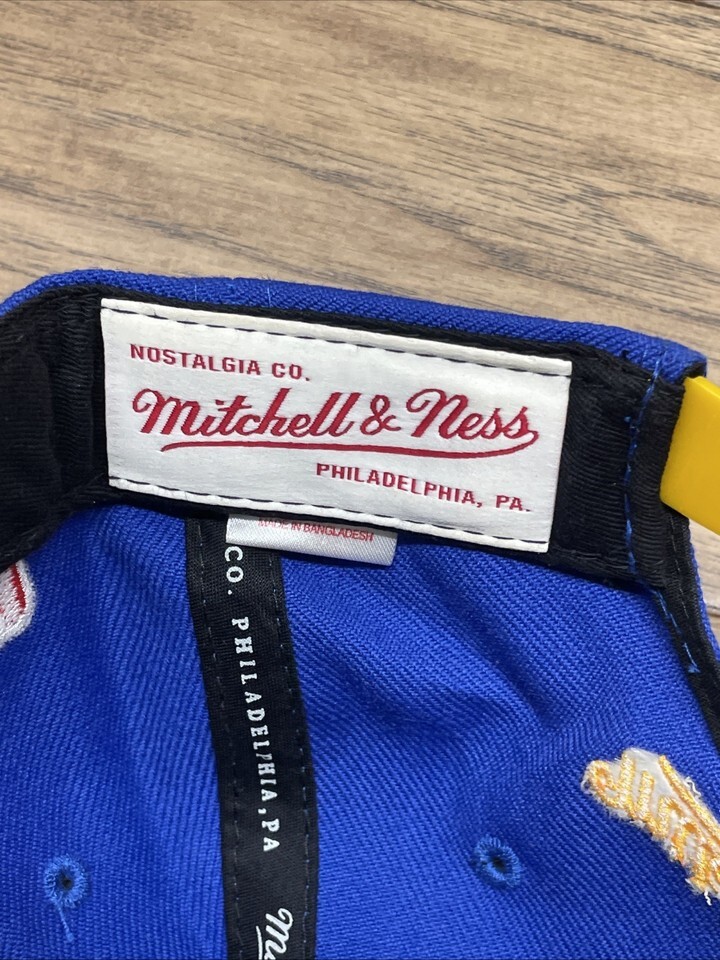 NOSTALGIA CO.
Mitchell & Ness
PHILADELPHIA, PA.
MADE IN BANGLADESH
CO. PHILADELPHIA, PA